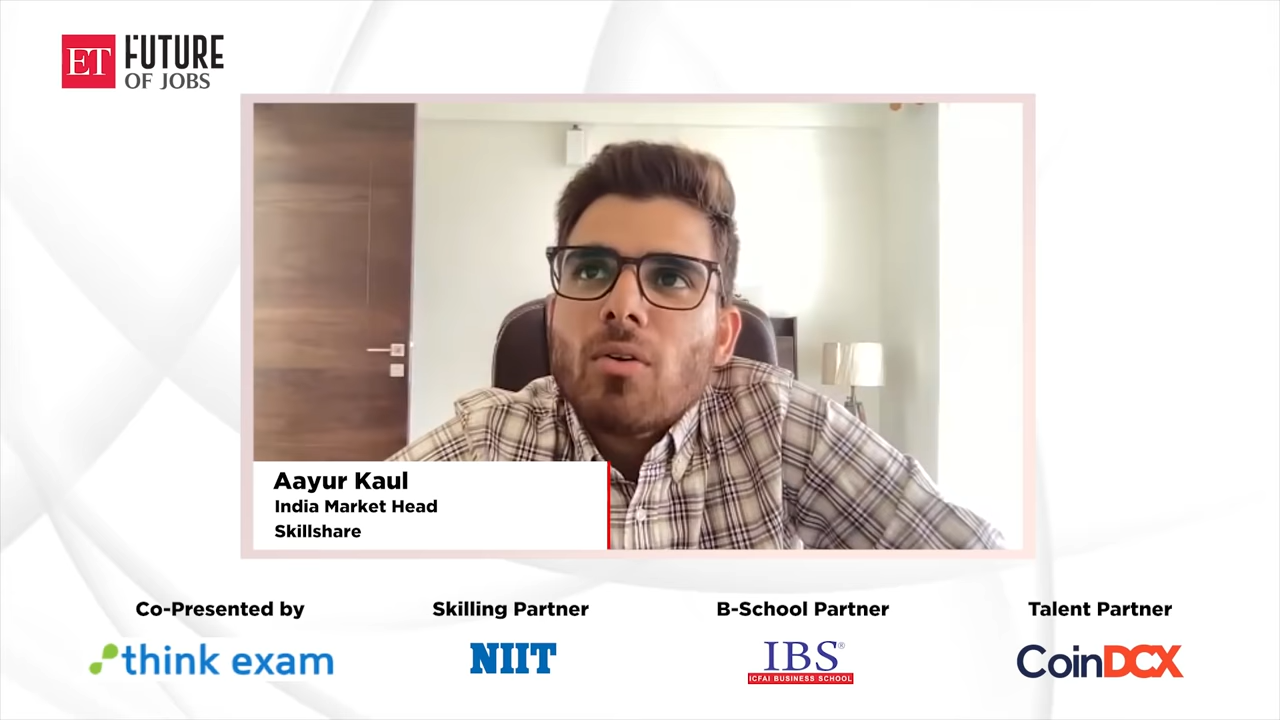 ET FUTURE
OF JOBS
Aayur Kaul
India Market Head
Skillshare
Co-Presented by
Skilling Partner
B-School Partner
Talent Partner
think exam
NIIT
IBS®
ICFAI BUSINESS SCHOOL
CoinDCX